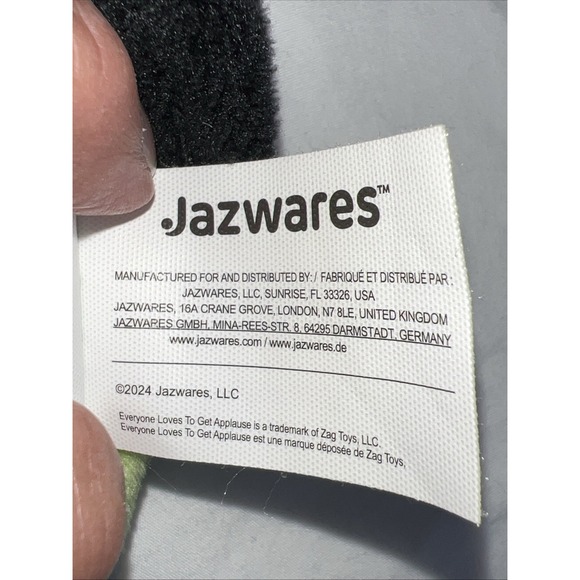 Jazwares™
MANUFACTURED FOR AND DISTRIBUTED BY: / FABRIQUÉ ET DISTRIBUÉ PAR :
JAZWARES, LLC, SUNRISE, FL 33326, USA
JAZWARES, 16A CRANE GROVE, LONDON, N7 8LE, UNITED KINGDOM
JAZWARES GMBH, MINA-REES-STR. 8, 64295 DARMSTADT, GERMANY
www.jazwares.com / www.jazwares.de
©2024 Jazwares, LLC
Everyone Loves To Get Applause is a trademark of Zag Toys, LLC.
Everyone Loves To Get Applause est une marque déposée de Zag Toys,